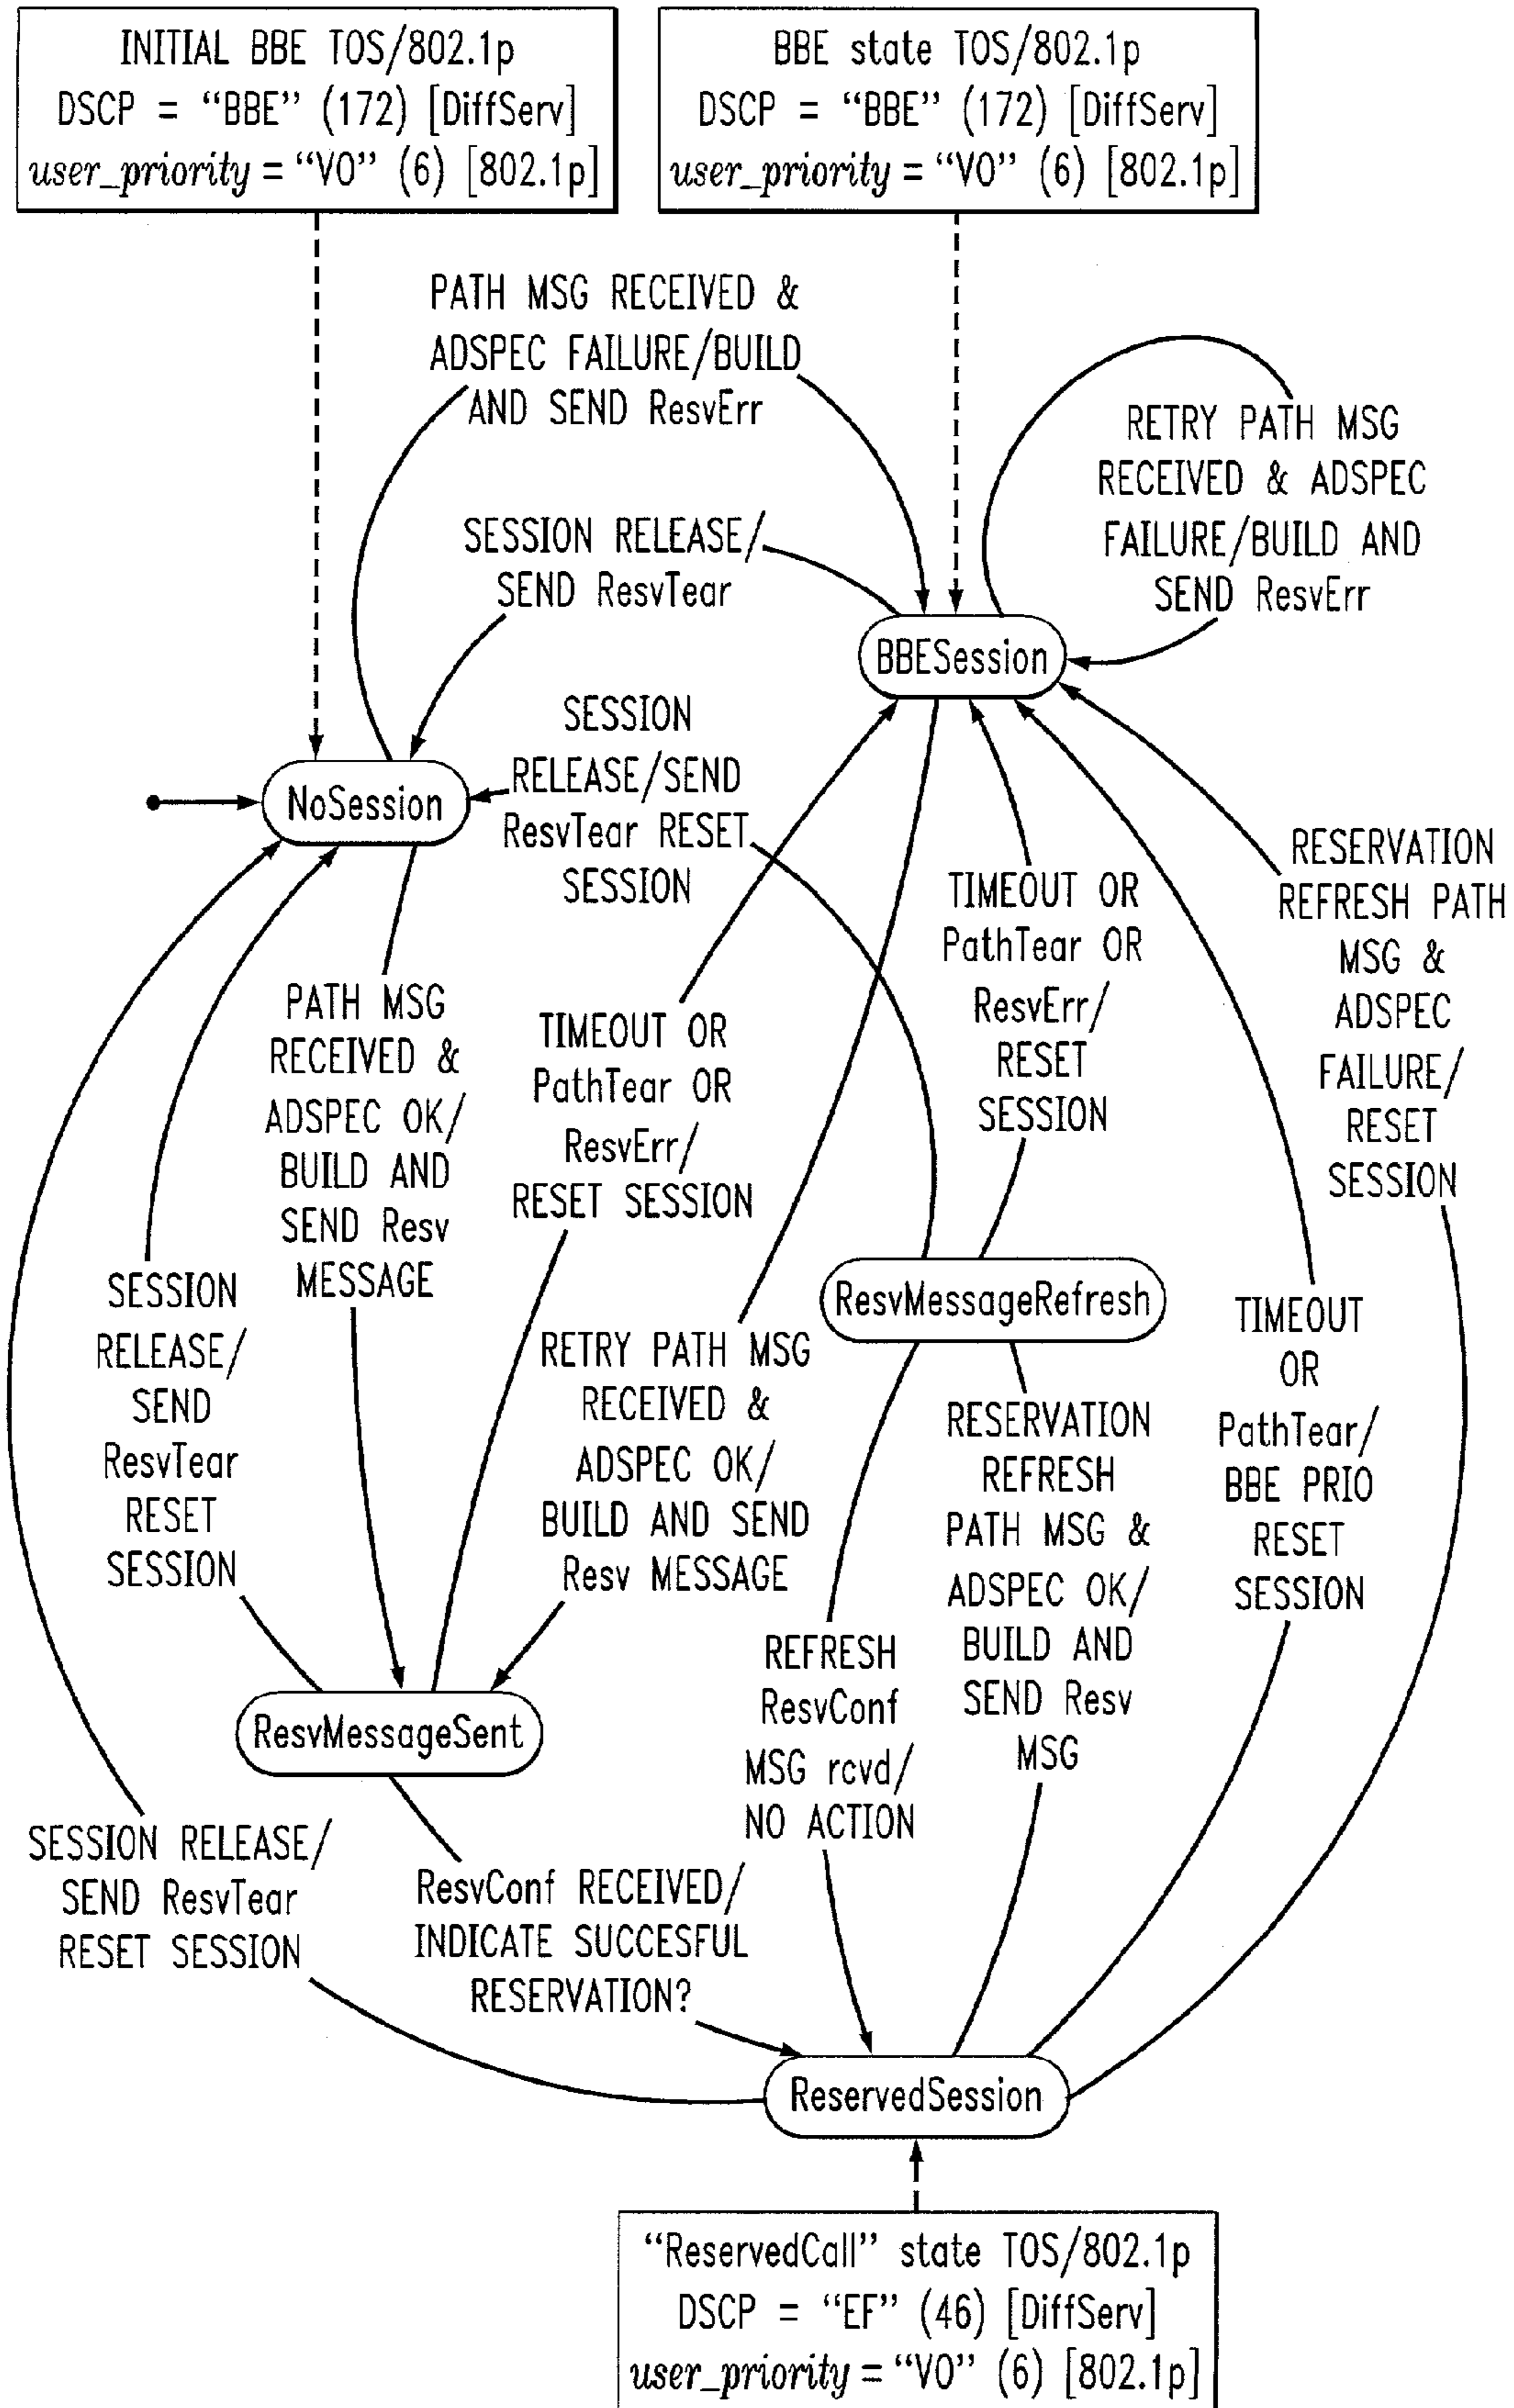 INITIAL BBE TOS/802.1p
DSCP = “BBE” (172) [DiffServ]
user_priority = “VO” (6) [802.1p]
BBE state TOS/802.1p
DSCP = “BBE” (172) [DiffServ]
user_priority = “VO” (6) [802.1p]
PATH MSG RECEIVED &
ADSPEC FAILURE/BUILD
AND SEND ResvErr
RETRY PATH MSG
RECEIVED & ADSPEC
FAILURE/BUILD AND
SEND ResvErr
SESSION RELEASE/
SEND ResvTear
BBESession
SESSION
RELEASE/SEND
ResvTear RESET
SESSION
NoSession
RESERVATION
REFRESH PATH
MSG &
ADSPEC
FAILURE/
RESET
SESSION
TIMEOUT OR
PathTear OR
ResvErr/
RESET
SESSION
PATH MSG
RECEIVED &
ADSPEC OK/
BUILD AND
SEND Resv
MESSAGE
TIMEOUT OR
PathTear OR
ResvErr/
RESET SESSION
SESSION
RELEASE/
SEND
ResvTear
RESET
SESSION
ResvMessageRefresh
TIMEOUT
OR
PathTear/
BBE PRIO
RESET
SESSION
RETRY PATH MSG
RECEIVED &
ADSPEC OK/
BUILD AND SEND
Resv MESSAGE
RESERVATION
REFRESH
PATH MSG &
ADSPEC OK/
BUILD AND
SEND Resv
MSG
REFRESH
ResvConf
MSG rcvd/
NO ACTION
ResvMessageSent
SESSION RELEASE/
SEND ResvTear
RESET SESSION
ResvConf RECEIVED/
INDICATE SUCCESFUL
RESERVATION?
ReservedSession
“ReservedCall” state TOS/802.1p
DSCP = “EF” (46) [DiffServ]
user_priority = “VO” (6) [802.1p]